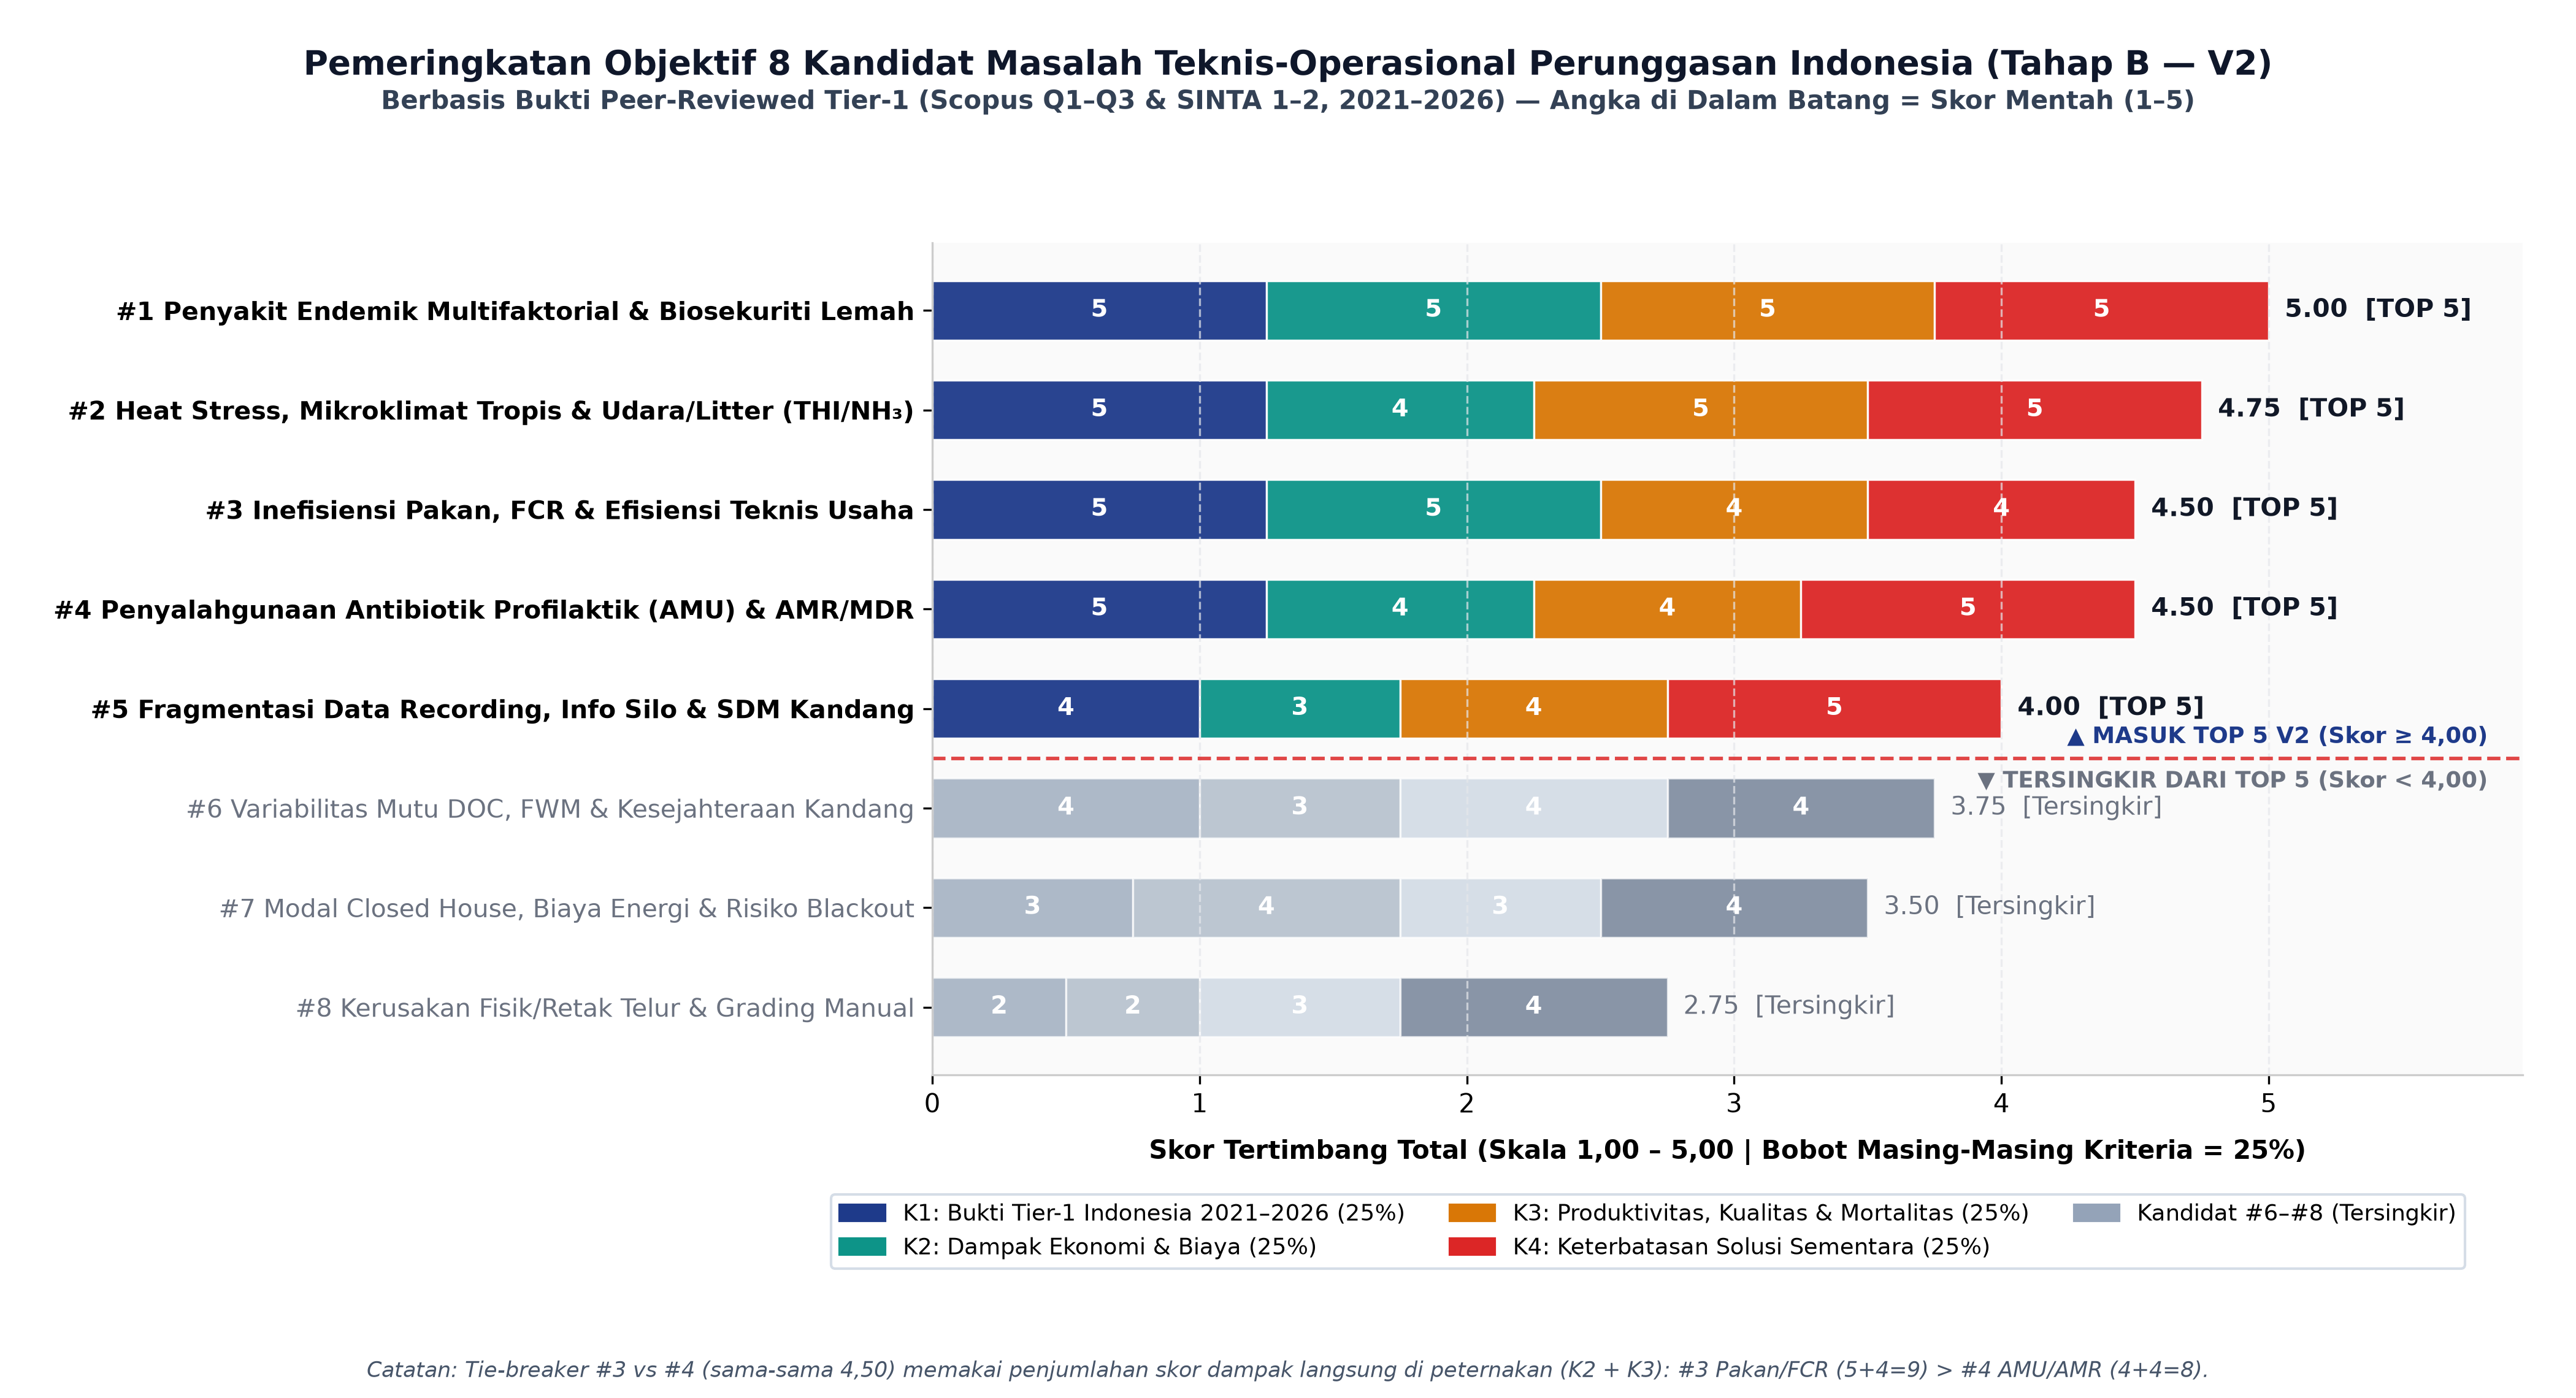 Pemeringkatan Objektif 8 Kandidat Masalah Teknis-Operasional Perunggasan Indonesia (Tahap B — V2)
Berbasis Bukti Peer-Reviewed Tier-1 (Scopus Q1–Q3 & SINTA 1–2, 2021–2026) — Angka di Dalam Batang = Skor Mentah (1–5)
#1 Penyakit Endemik Multifaktorial & Biosekuriti Lemah 5 5 5 5 5.00 [TOP 5]
#2 Heat Stress, Mikroklimat Tropis & Udara/Litter (THI/NH₃) 5 4 5 5 4.75 [TOP 5]
#3 Inefisiensi Pakan, FCR & Efisiensi Teknis Usaha 5 5 4 4 4.50 [TOP 5]
#4 Penyalahgunaan Antibiotik Profilaktik (AMU) & AMR/MDR 5 4 4 5 4.50 [TOP 5]
#5 Fragmentasi Data Recording, Info Silo & SDM Kandang 4 3 4 5 4.00 [TOP 5]
▲ MASUK TOP 5 V2 (Skor ≥ 4,00)
▼ TERSINGKIR DARI TOP 5 (Skor < 4,00)
#6 Variabilitas Mutu DOC, FWM & Kesejahteraan Kandang 4 3 4 4 3.75 [Tersingkir]
#7 Modal Closed House, Biaya Energi & Risiko Blackout 3 4 3 4 3.50 [Tersingkir]
#8 Kerusakan Fisik/Retak Telur & Grading Manual 2 2 3 4 2.75 [Tersingkir]
0 1 2 3 4 5
Skor Tertimbang Total (Skala 1,00 – 5,00 | Bobot Masing-Masing Kriteria = 25%)
K1: Bukti Tier-1 Indonesia 2021–2026 (25%) K3: Produktivitas, Kualitas & Mortalitas (25%) Kandidat #6–#8 (Tersingkir)
K2: Dampak Ekonomi & Biaya (25%) K4: Keterbatasan Solusi Sementara (25%)
Catatan: Tie-breaker #3 vs #4 (sama-sama 4,50) memakai penjumlahan skor dampak langsung di peternakan (K2 + K3): #3 Pakan/FCR (5+4=9) > #4 AMU/AMR (4+4=8).